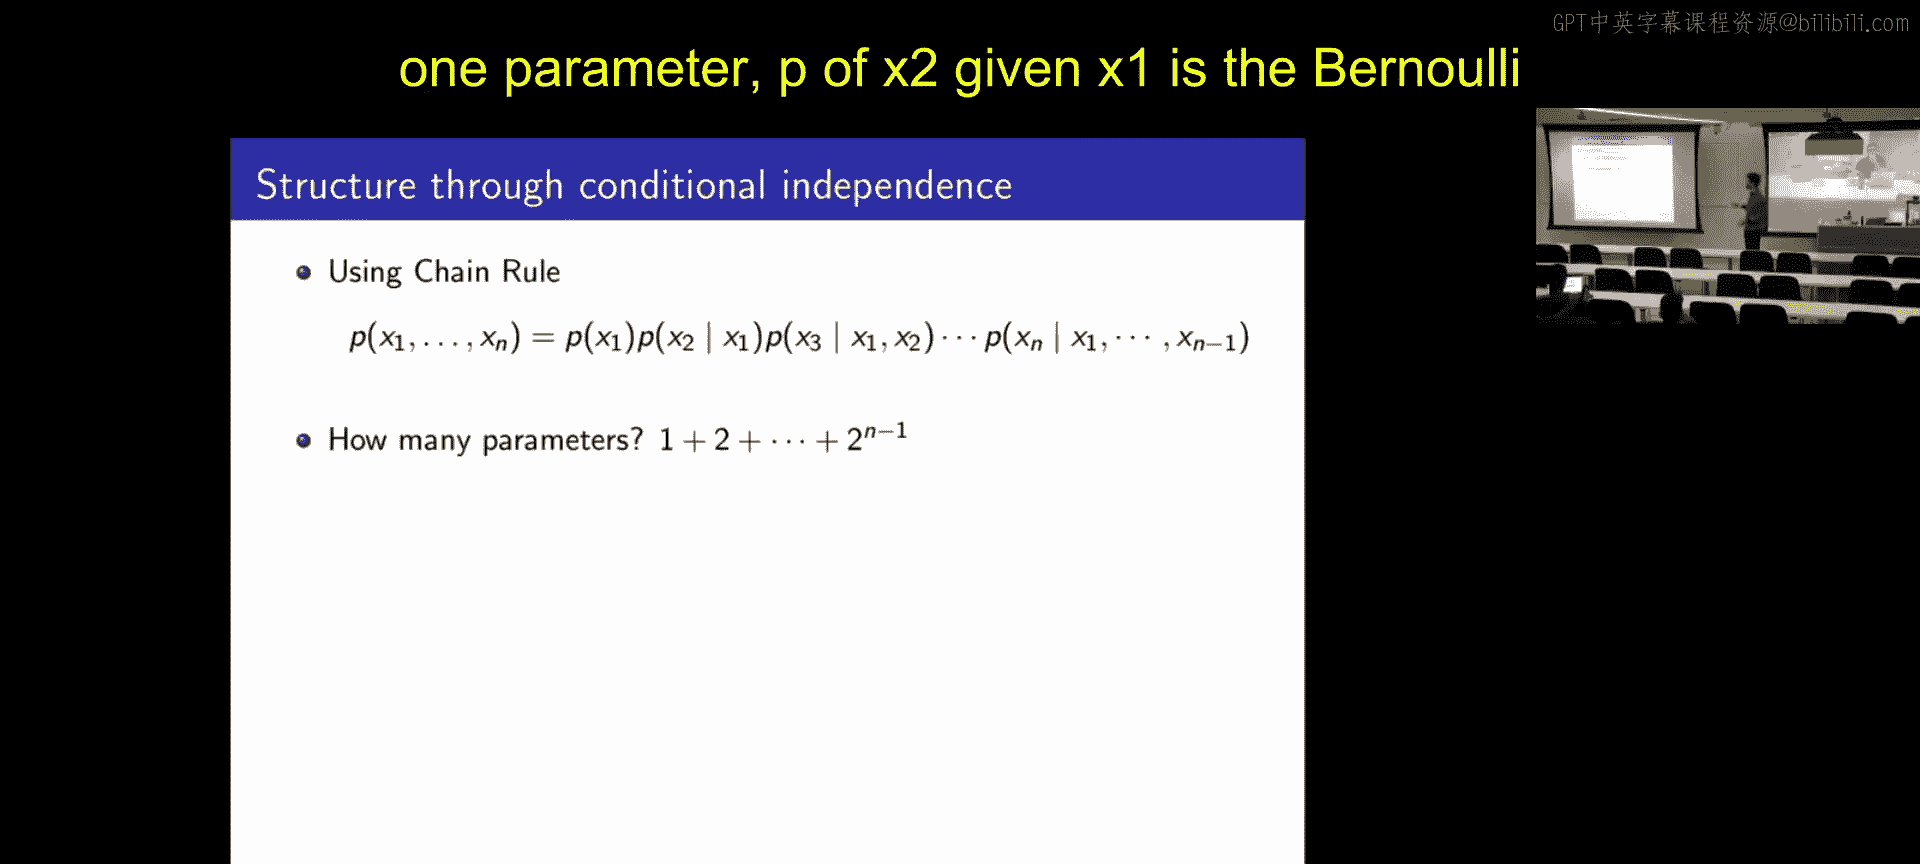 GPT中英字幕课程资源@bilibili.com
one parameter, p of x2 given x1 is the Bernoulli
Structure through conditional independence
Using Chain Rule
p(x₁, . . . , xₙ) = p(x₁)p(x₂ | x₁)p(x₃ | x₁, x₂) · · · p(xₙ | x₁, · · · , xₙ₋₁)
How many parameters? 1 + 2 + · · · + 2ⁿ⁻¹